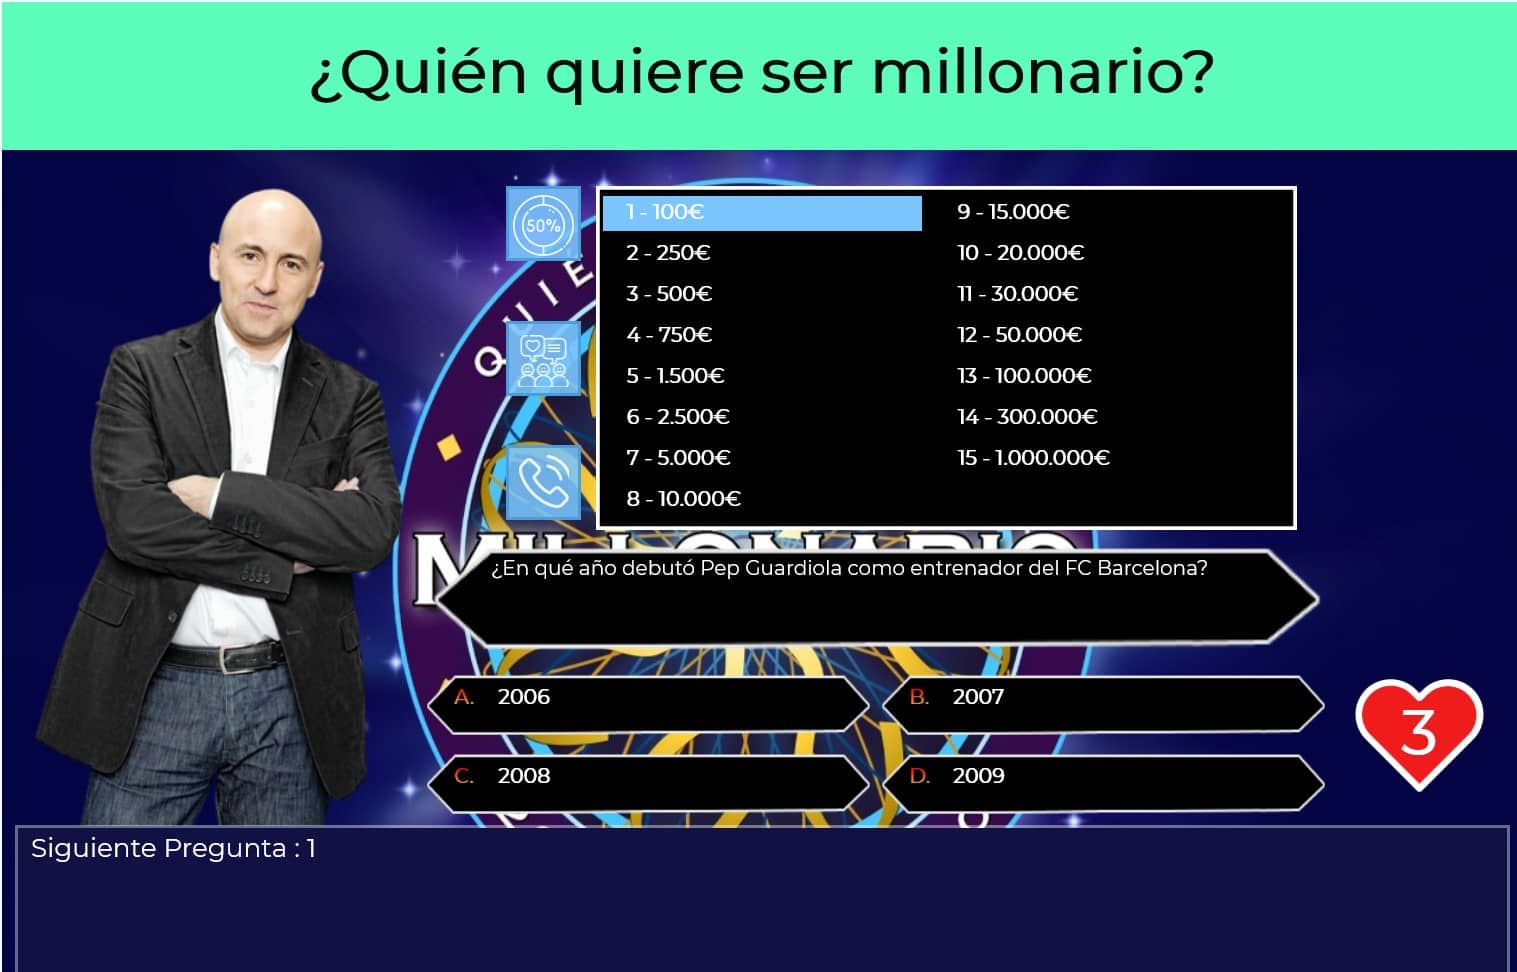 ¿Quién quiere ser millonario?
50%
QUIE
1 - 100€
2 - 250€
3 - 500€
4 - 750€
5 - 1.500€
6 - 2.500€
7 - 5.000€
8 - 10.000€
9 - 15.000€
10 - 20.000€
11 - 30.000€
12 - 50.000€
13 - 100.000€
14 - 300.000€
15 - 1.000.000€
MILLONARIO
¿En qué año debutó Pep Guardiola como entrenador del FC Barcelona?
A. 2006
B. 2007
C. 2008
D. 2009
3
Siguiente Pregunta : 1